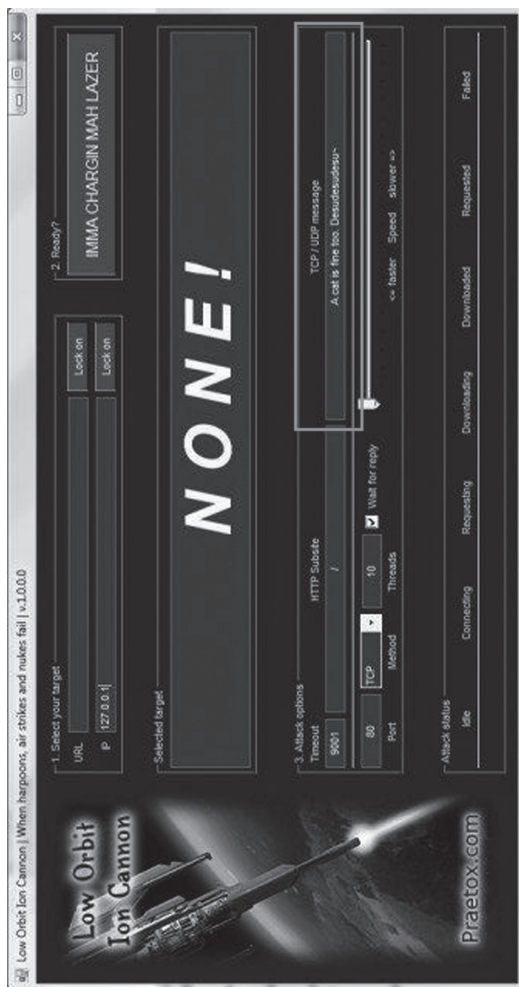 Low Orbit Ion Cannon | When harpoons, air strikes and nukes fail | v.1.0.0.0
Low Orbit
Ion Cannon
Praetox.com
1. Select your target
URL
Lock on
IP
127.0.0.1
Lock on
2. Ready?
IMMA CHARGIN MAH LAZER
Selected target
NONE!
3. Attack options
Timeout
HTTP Subsite
TCP / UDP message
9001
/
A cat is fine too. Desudesudesu~
80
TCP
10
Wait for reply
Port
Method
Threads
<= faster Speed slower =>
Attack status
Idle
Connecting
Requesting
Downloading
Downloaded
Requested
Failed